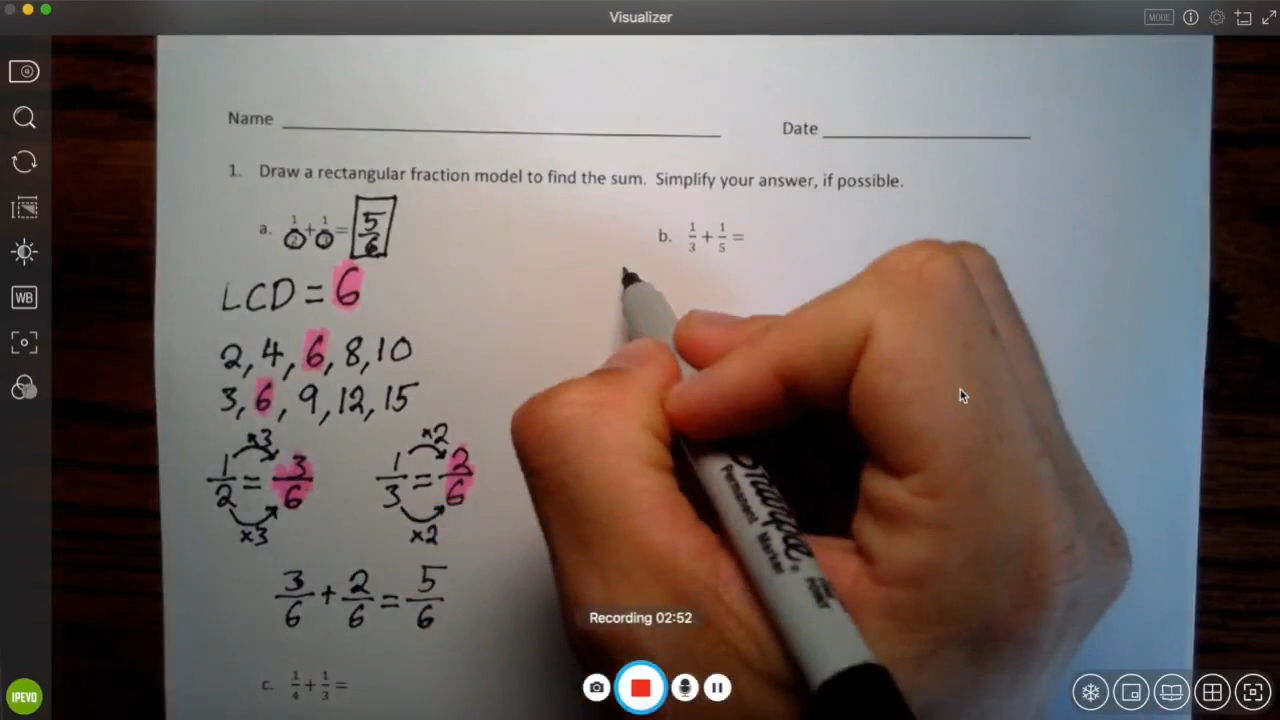 Visualizer
MODE
WB
Name ____ Date ____
1. Draw a rectangular fraction model to find the sum. Simplify your answer, if possible.
a. 1/2 + 1/3 = 5/6
b. 1/3 + 1/5 =
LCD = 6
2, 4, 6, 8, 10
3, 6, 9, 12, 15
×3 ×2
1/2 = 3/6 1/3 = 2/6
×3 ×2
3/6 + 2/6 = 5/6
c. 1/4 + 1/3 =
Sharpie
Permanent Marker
Recording 02:52
IPEVO